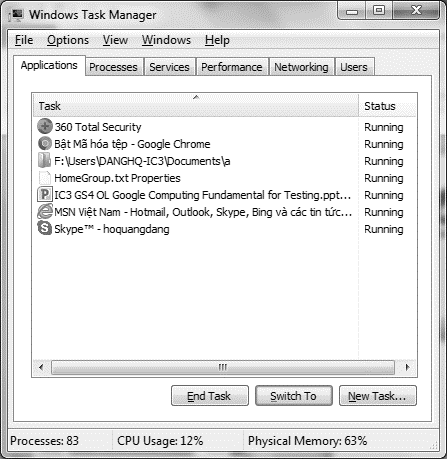 Windows Task Manager
File Options View Windows Help
Applications Processes Services Performance Networking Users
Task Status
360 Total Security Running
Bật Mã hóa tệp - Google Chrome Running
F:\Users\DANGHQ-IC3\Documents\a Running
HomeGroup.txt Properties Running
IC3 GS4 OL Google Computing Fundamental for Testing.ppt... Running
MSN Việt Nam - Hotmail, Outlook, Skype, Bing và các tin tức... Running
Skype™ - hoquangdang Running
End Task Switch To New Task...
Processes: 83 CPU Usage: 12% Physical Memory: 63%